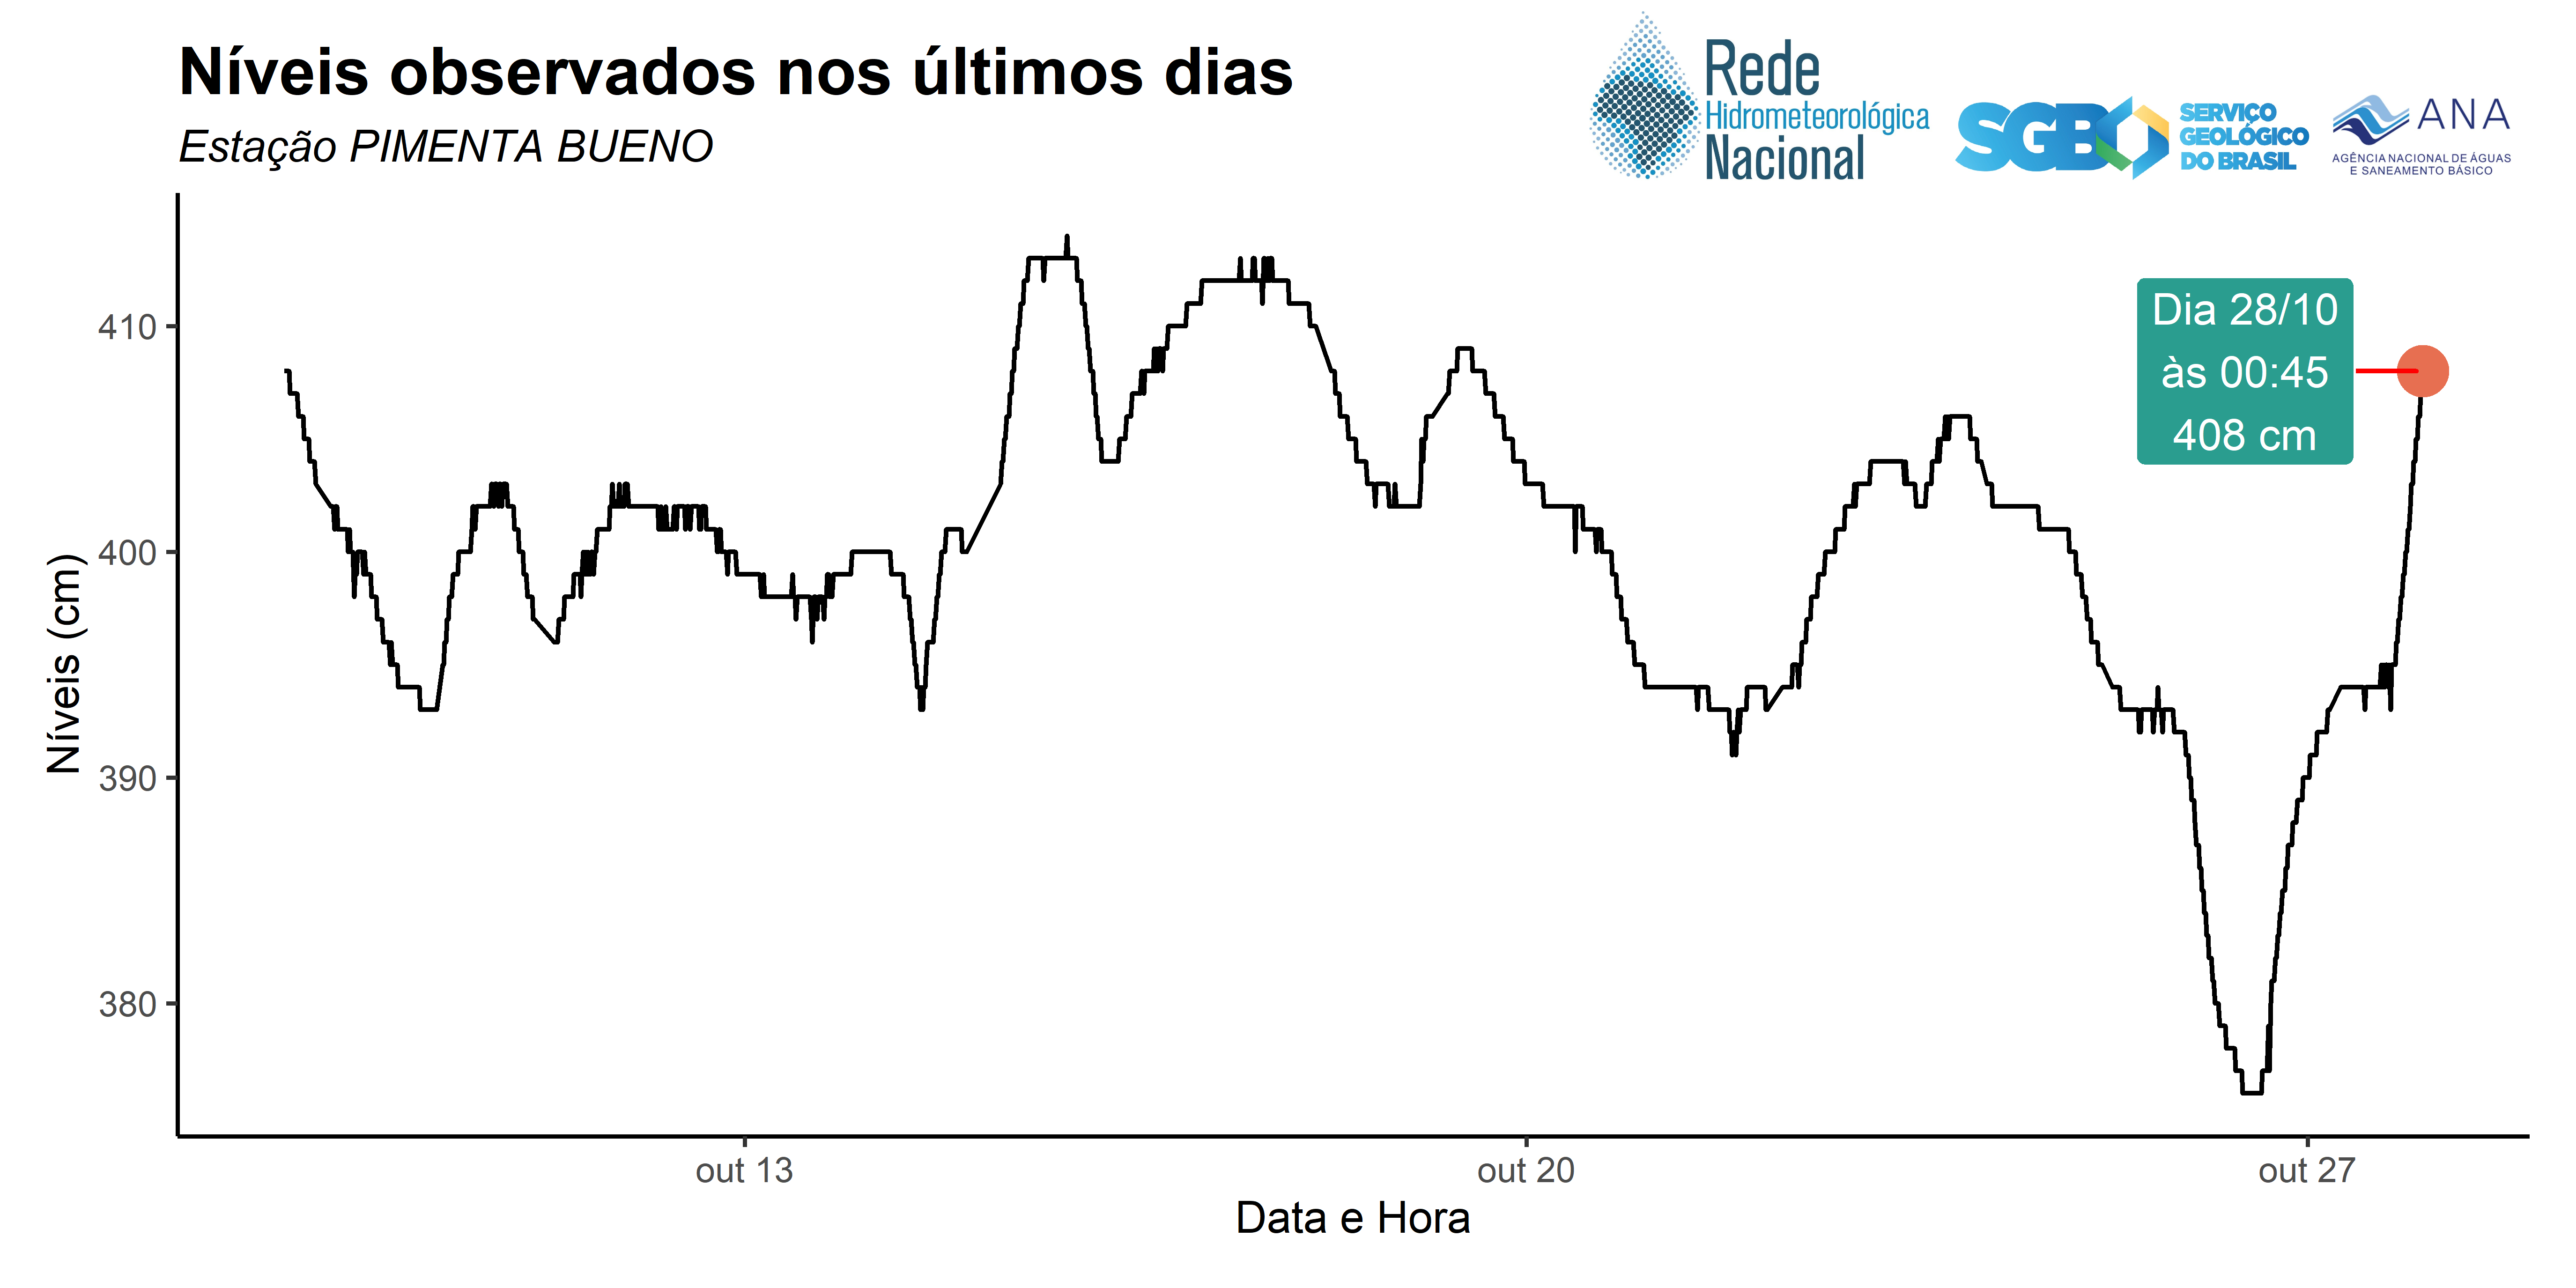 Níveis observados nos últimos dias
Estação PIMENTA BUENO
Rede
Hidrometeorológica
Nacional
SGB
SERVIÇO
GEOLÓGICO
DO BRASIL
ANA
AGÊNCIA NACIONAL DE ÁGUAS
E SANEAMENTO BÁSICO
Níveis (cm)
410
400
390
380
Dia 28/10
às 00:45
408 cm
out 13
out 20
out 27
Data e Hora